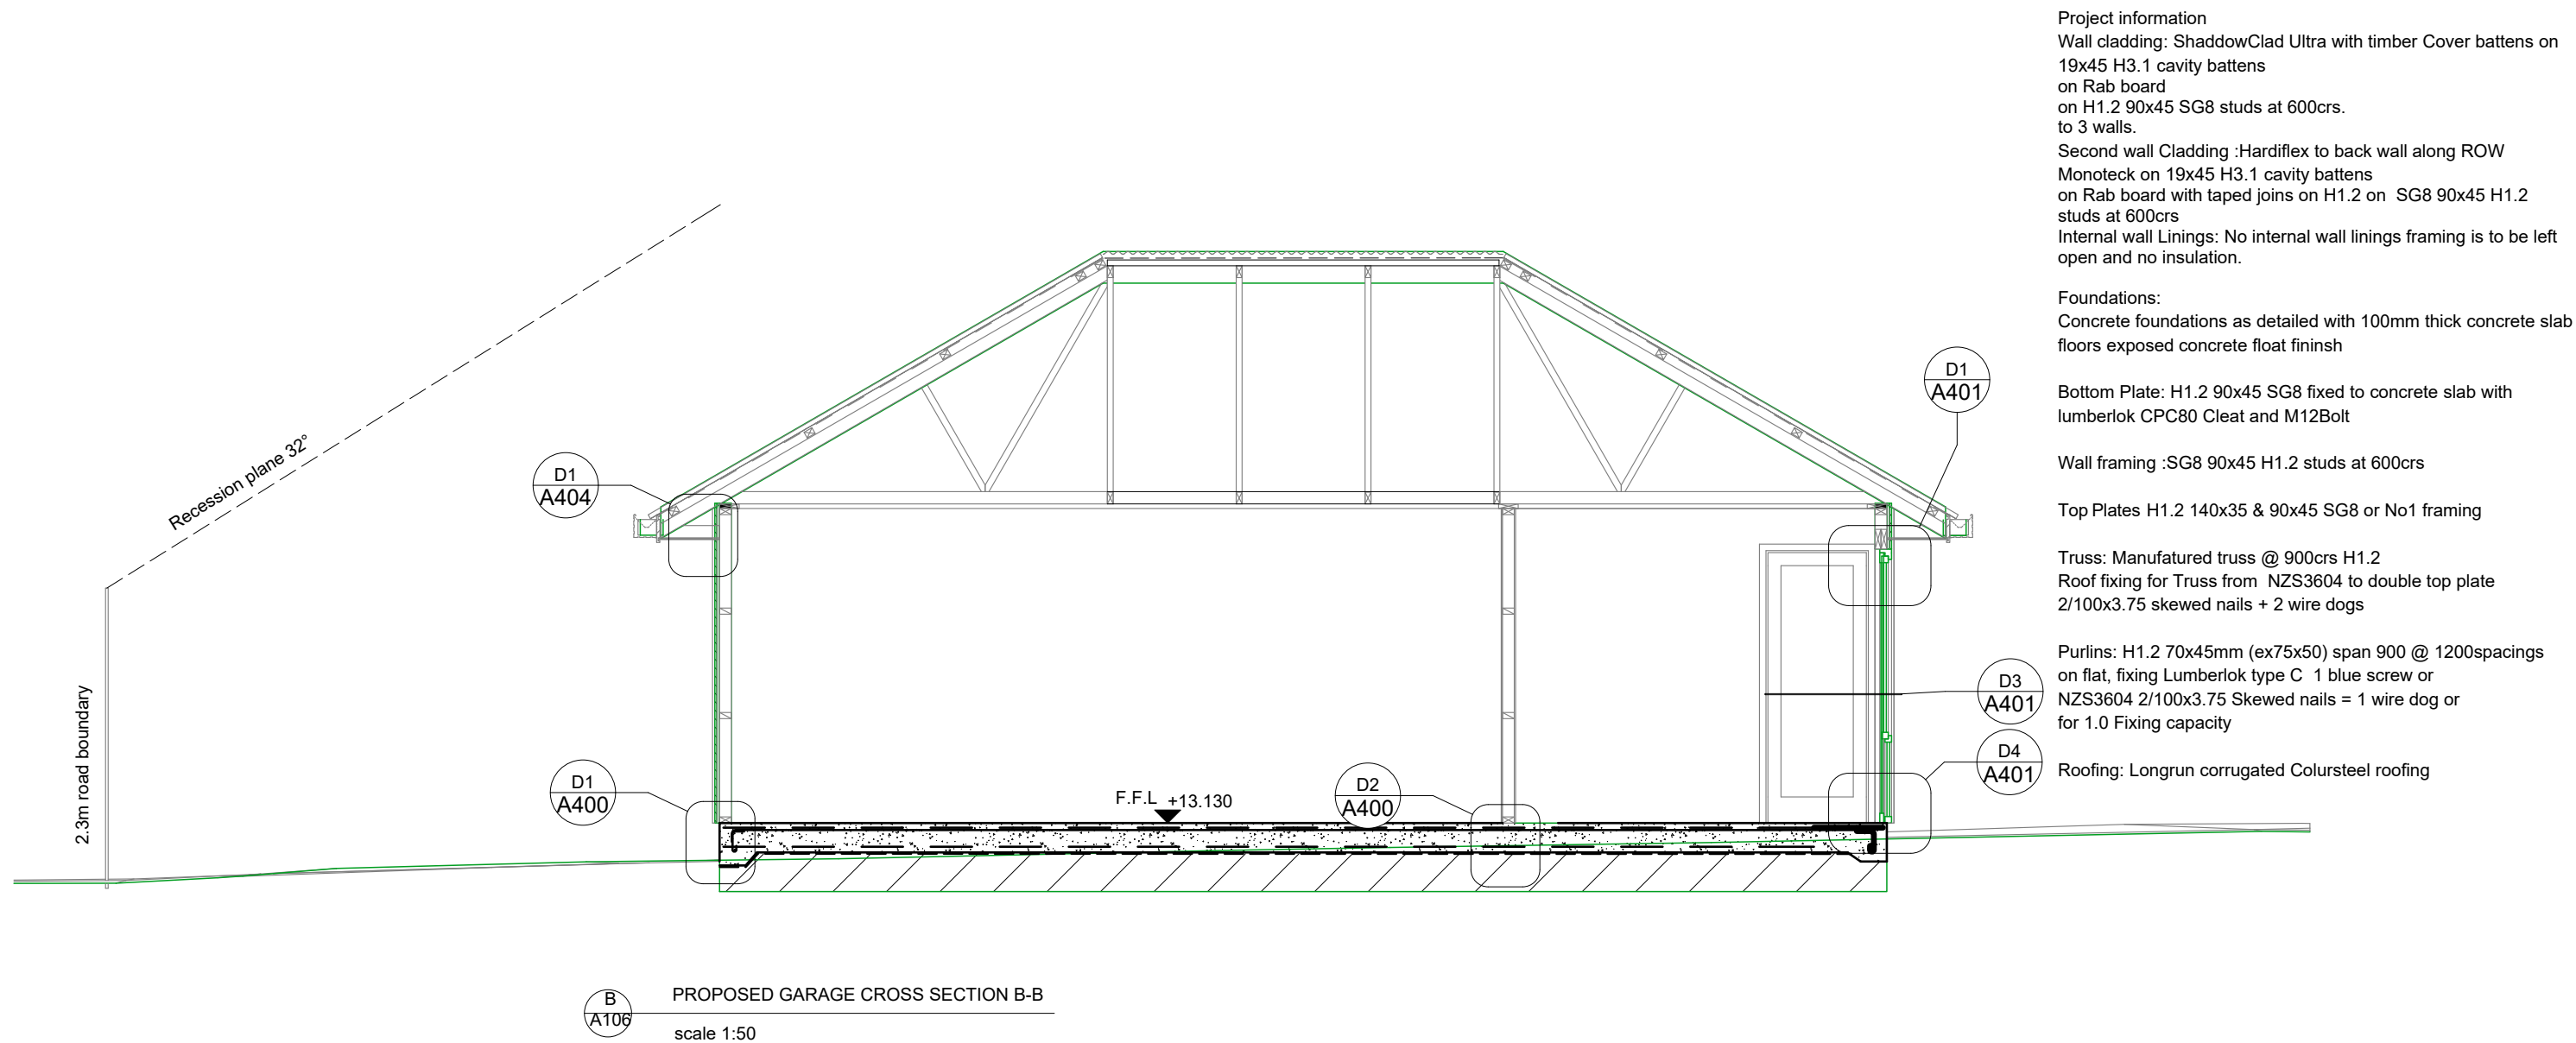 Project information
Wall cladding: ShaddowClad Ultra with timber Cover battens on
19x45 H3.1 cavity battens
on Rab board
on H1.2 90x45 SG8 studs at 600crs.
to 3 walls.
Second wall Cladding :Hardiflex to back wall along ROW
Monoteck on 19x45 H3.1 cavity battens
on Rab board with taped joins on H1.2 on SG8 90x45 H1.2
studs at 600crs
Internal wall Linings: No internal wall linings framing is to be left
open and no insulation.
Foundations:
Concrete foundations as detailed with 100mm thick concrete slab
floors exposed concrete float fininsh
Bottom Plate: H1.2 90x45 SG8 fixed to concrete slab with
lumberlok CPC80 Cleat and M12Bolt
Wall framing :SG8 90x45 H1.2 studs at 600crs
Top Plates H1.2 140x35 & 90x45 SG8 or No1 framing
Truss: Manufatured truss @ 900crs H1.2
Roof fixing for Truss from NZS3604 to double top plate
2/100x3.75 skewed nails + 2 wire dogs
Purlins: H1.2 70x45mm (ex75x50) span 900 @ 1200spacings
on flat, fixing Lumberlok type C 1 blue screw or
NZS3604 2/100x3.75 Skewed nails = 1 wire dog or
for 1.0 Fixing capacity
Roofing: Longrun corrugated Colursteel roofing
Recession plane 32°
2.3m road boundary
D1
A404
D1
A401
D3
A401
D4
A401
D1
A400
F.F.L +13.130
D2
A400
B
A106
PROPOSED GARAGE CROSS SECTION B-B
scale 1:50